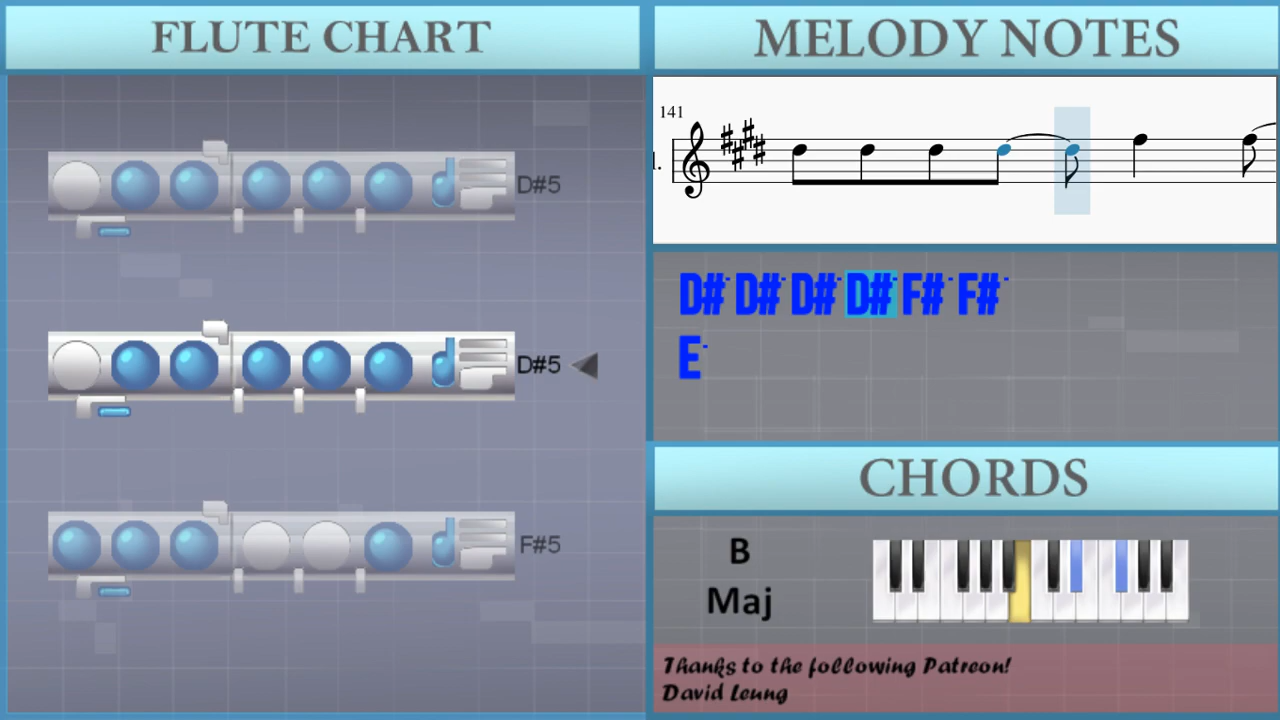 FLUTE CHART
D#5
D#5
F#5
MELODY NOTES
141
D#- D#- D#- D#- F#- F#-
E-
CHORDS
B
Maj
Thanks to the following Patreon!
David Leung